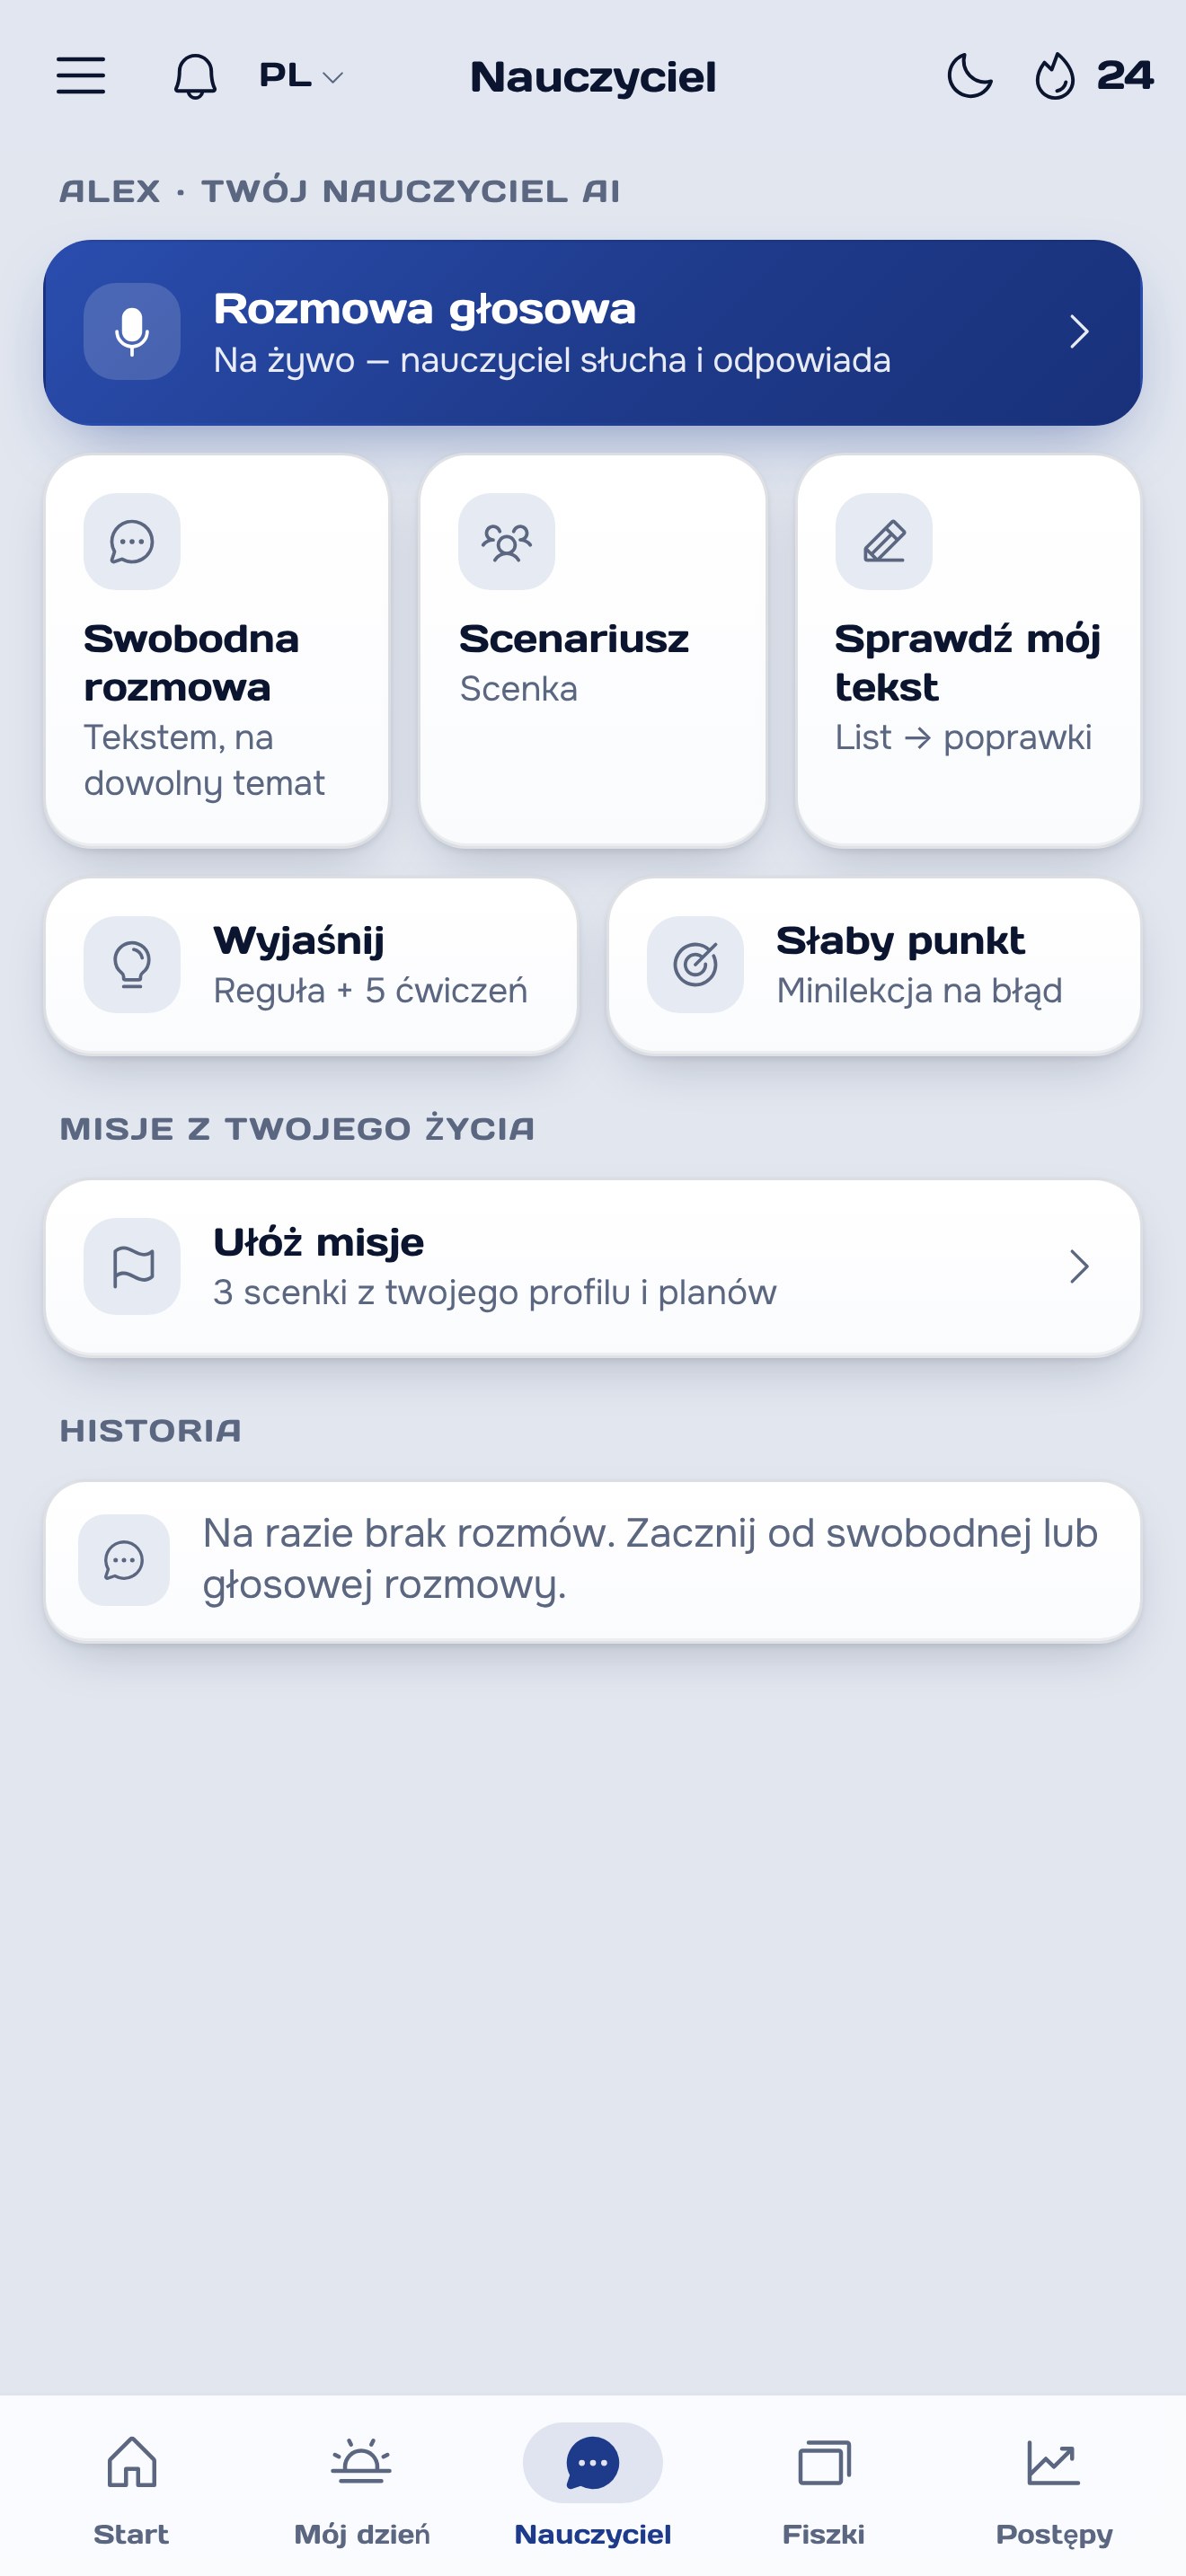 PL
Nauczyciel
24
ALEX · TWÓJ NAUCZYCIEL AI
Rozmowa głosowa
Na żywo — nauczyciel słucha i odpowiada
Swobodna
rozmowa
Tekstem, na
dowolny temat
Scenariusz
Scenka
Sprawdź mój
tekst
List → poprawki
Wyjaśnij
Reguła + 5 ćwiczeń
Słaby punkt
Minilekcja na błąd
MISJE Z TWOJEGO ŻYCIA
Ułóż misje
3 scenki z twojego profilu i planów
HISTORIA
Na razie brak rozmów. Zacznij od swobodnej lub
głosowej rozmowy.
Start
Mój dzień
Nauczyciel
Fiszki
Postępy